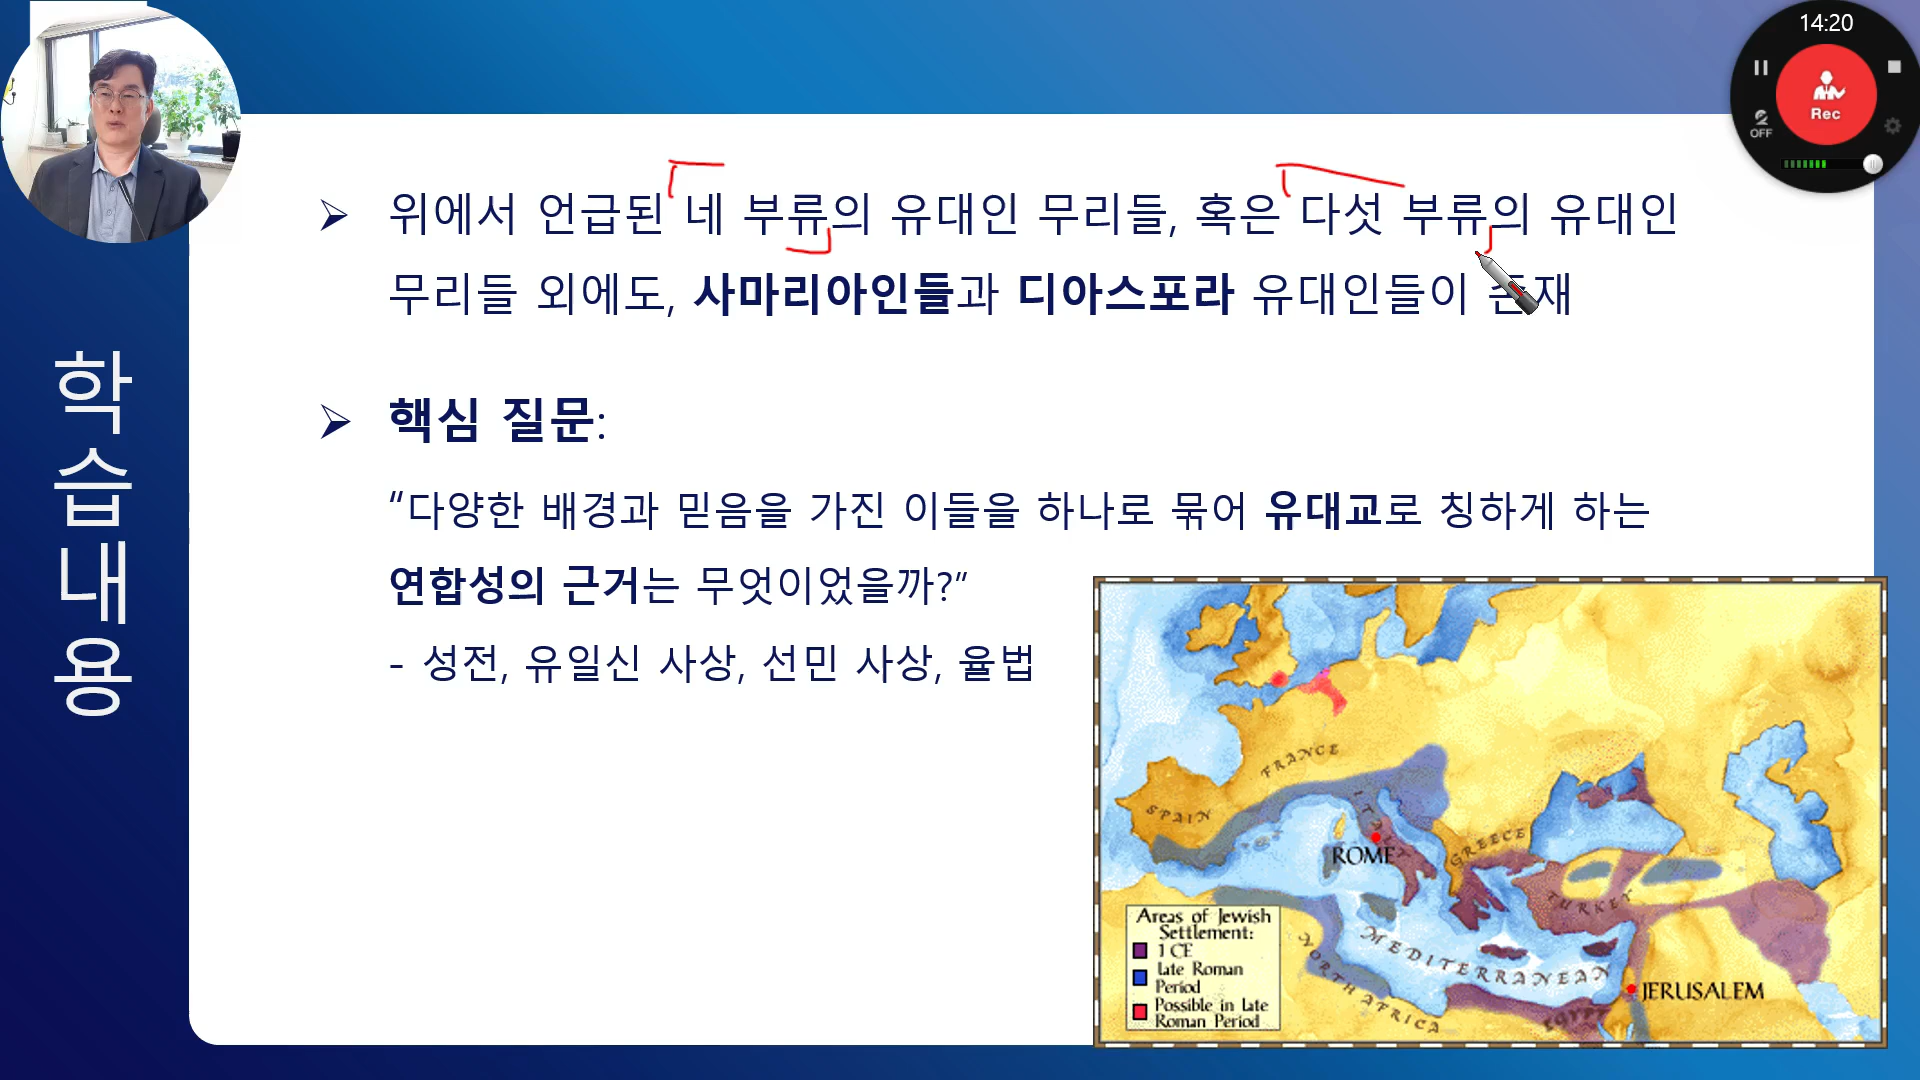 14:20
Rec
OFF
학습내용
위에서 언급된 네 부류의 유대인 무리들, 혹은 다섯 부류의 유대인
무리들 외에도, 사마리아인들과 디아스포라 유대인들이 존재
핵심 질문:
“다양한 배경과 믿음을 가진 이들을 하나로 묶어 유대교로 칭하게 하는
연합성의 근거는 무엇이었을까?”
- 성전, 유일신 사상, 선민 사상, 율법
FRANCE
SPAIN
ITALY
ROME
GREECE
TURKEY
MEDITERRANEAN
NORTH AFRICA
EGYPT
JERUSALEM
Areas of Jewish
Settlement:
1 CE
Late Roman
Period
Possible in late
Roman Period